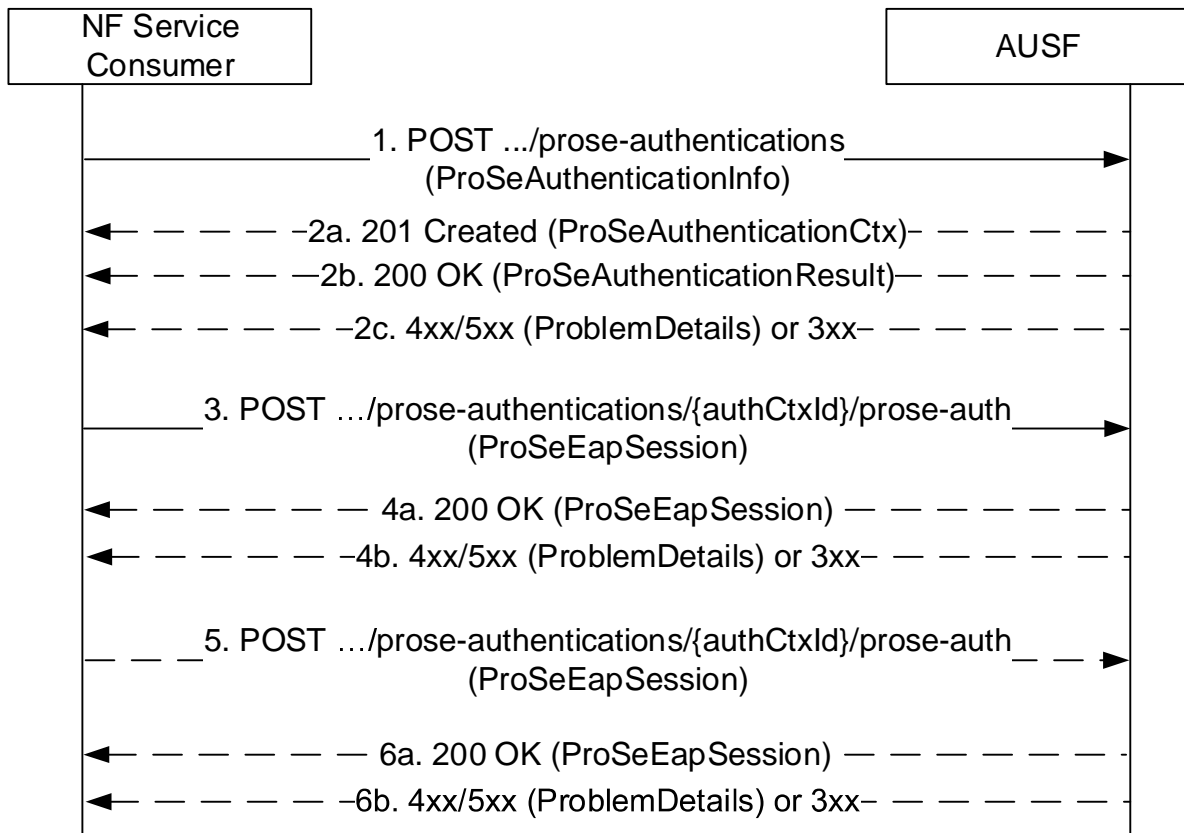 NF Service
Consumer
AUSF
1. POST .../prose-authentications
(ProSeAuthenticationInfo)
2a. 201 Created (ProSeAuthenticationCtx)
2b. 200 OK (ProSeAuthenticationResult)
2c. 4xx/5xx (ProblemDetails) or 3xx
3. POST …/prose-authentications/{authCtxId}/prose-auth
(ProSeEapSession)
4a. 200 OK (ProSeEapSession)
4b. 4xx/5xx (ProblemDetails) or 3xx
5. POST …/prose-authentications/{authCtxId}/prose-auth
(ProSeEapSession)
6a. 200 OK (ProSeEapSession)
6b. 4xx/5xx (ProblemDetails) or 3xx